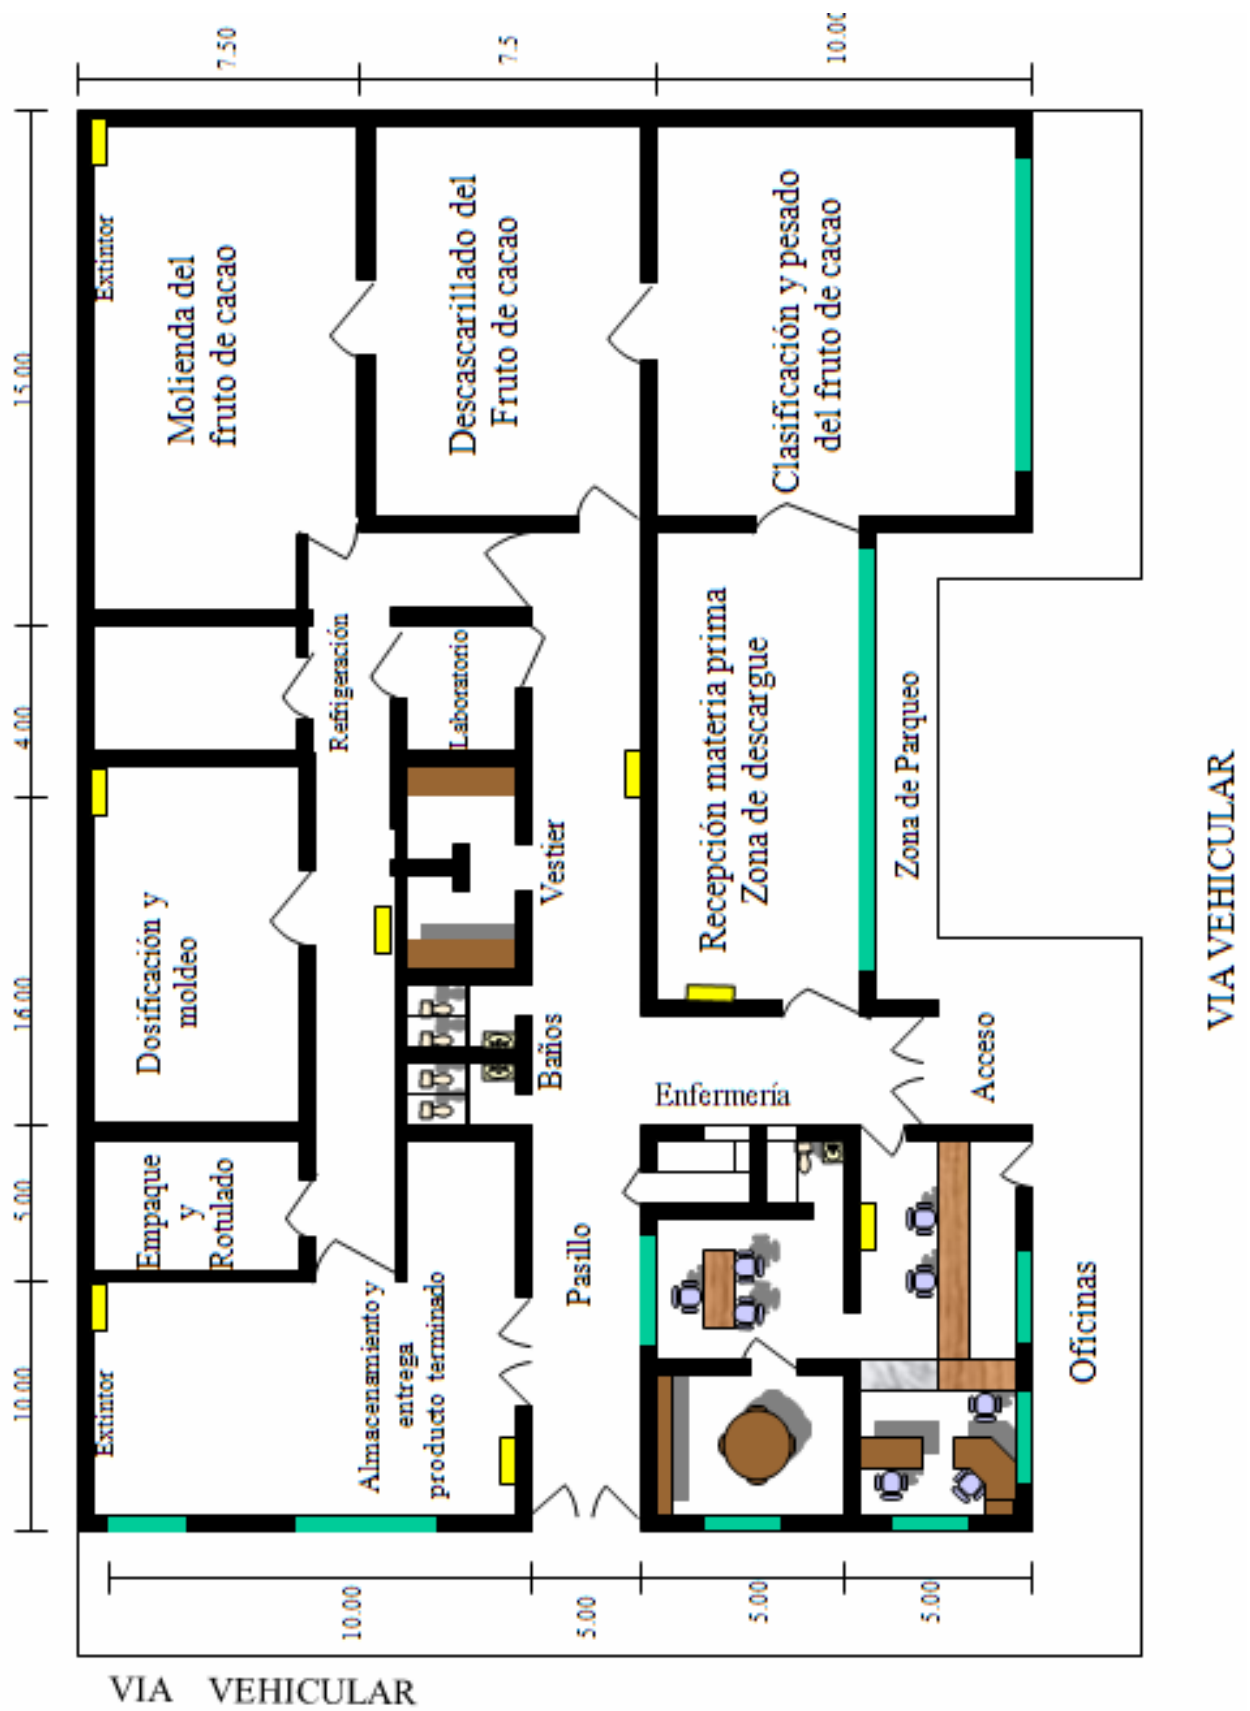 7.50
7.5
10.00
15.00
4.00
16.00
5.00
10.00
Extintor
Molienda del
fruto de cacao
Descascarillado del
Fruto de cacao
Clasificación y pesado
del fruto de cacao
Refrigeración
Laboratorio
Recepción materia prima
Zona de descargue
Zona de Parqueo
VIA VEHICULAR
Dosificación y
moldeo
Vestier
Baños
Enfermería
Acceso
Empaque
y
Rotulado
Pasillo
Oficinas
Extintor
Almacenamiento y
entrega
producto terminado
10.00
5.00
5.00
5.00
VIA VEHICULAR